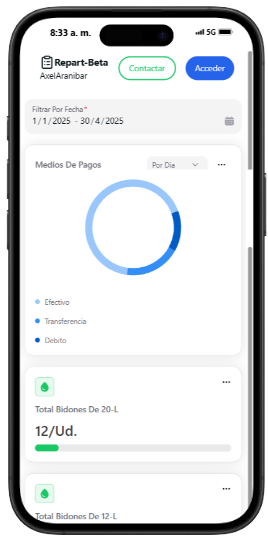 8:33 a. m.
5G
Repart-Beta
AxelAranibar
Contactar
Acceder
Filtrar Por Fecha*
1/1/2025 - 30/4/2025
Medios De Pagos
Por Dia
Efectivo
Transferencia
Debito
Total Bidones De 20-L
12/Ud.
Total Bidones De 12-L